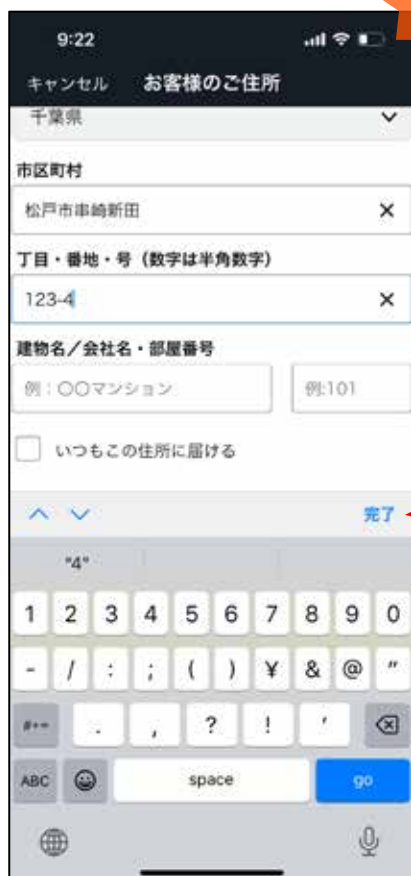 9:22
キャンセル お客様のご住所
千葉県
市区町村
松戸市串崎新田
丁目・番地・号（数字は半角数字）
123-4
建物名／会社名・部屋番号
例：〇〇マンション 例:101
いつもこの住所に届ける
完了
"4"
1 2 3 4 5 6 7 8 9 0
- / : ; ( ) ¥ & @ "
#+= . , ? ! '
ABC space go